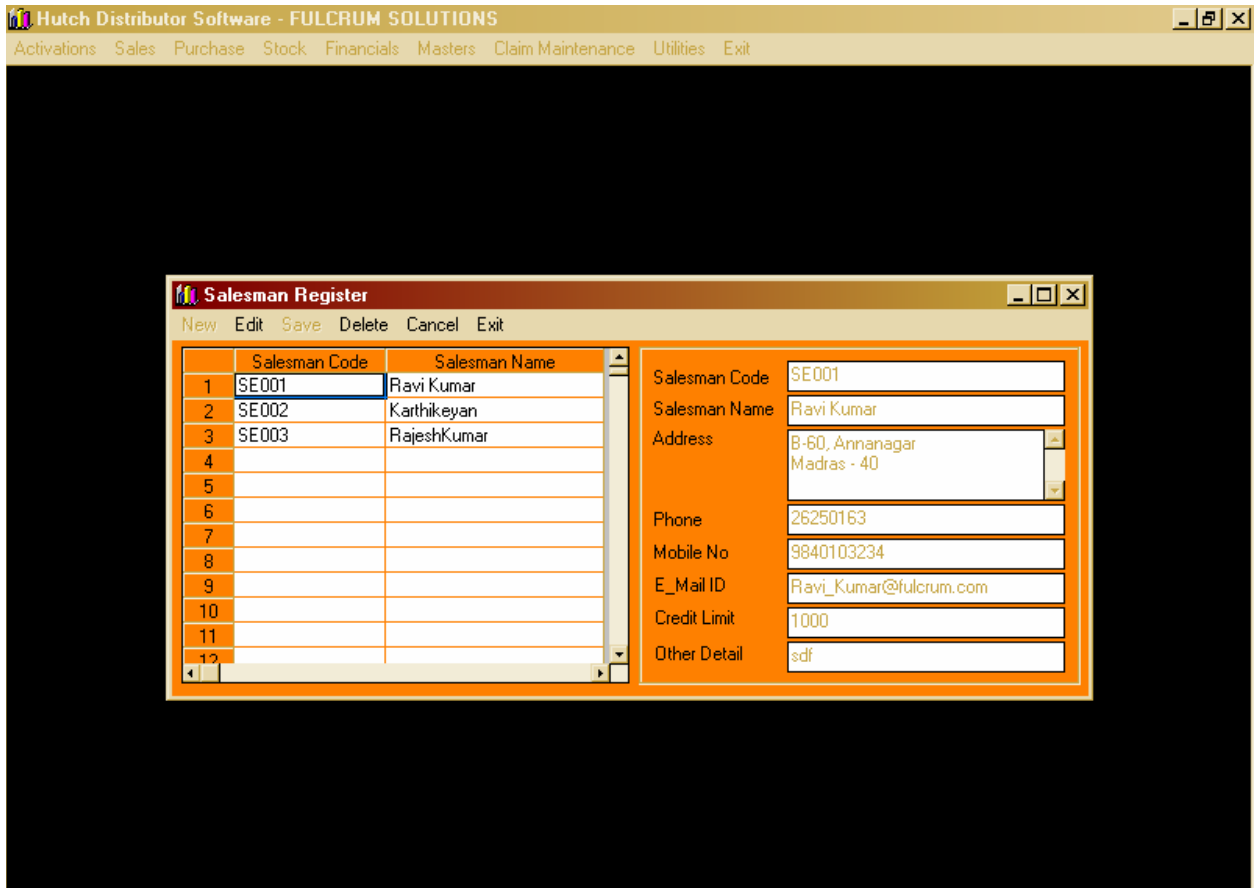 Hutch Distributor Software - FULCRUM SOLUTIONS
Activations Sales Purchase Stock Financials Masters Claim Maintenance Utilities Exit
Salesman Register
New Edit Save Delete Cancel Exit
Salesman Code Salesman Name
1 SE001 Ravi Kumar
2 SE002 Karthikeyan
3 SE003 RajeshKumar
4
5
6
7
8
9
10
11
12
Salesman Code SE001
Salesman Name Ravi Kumar
Address B-60, Annanagar
Madras - 40
Phone 26250163
Mobile No 9840103234
E_Mail ID Ravi_Kumar@fulcrum.com
Credit Limit 1000
Other Detail sdf